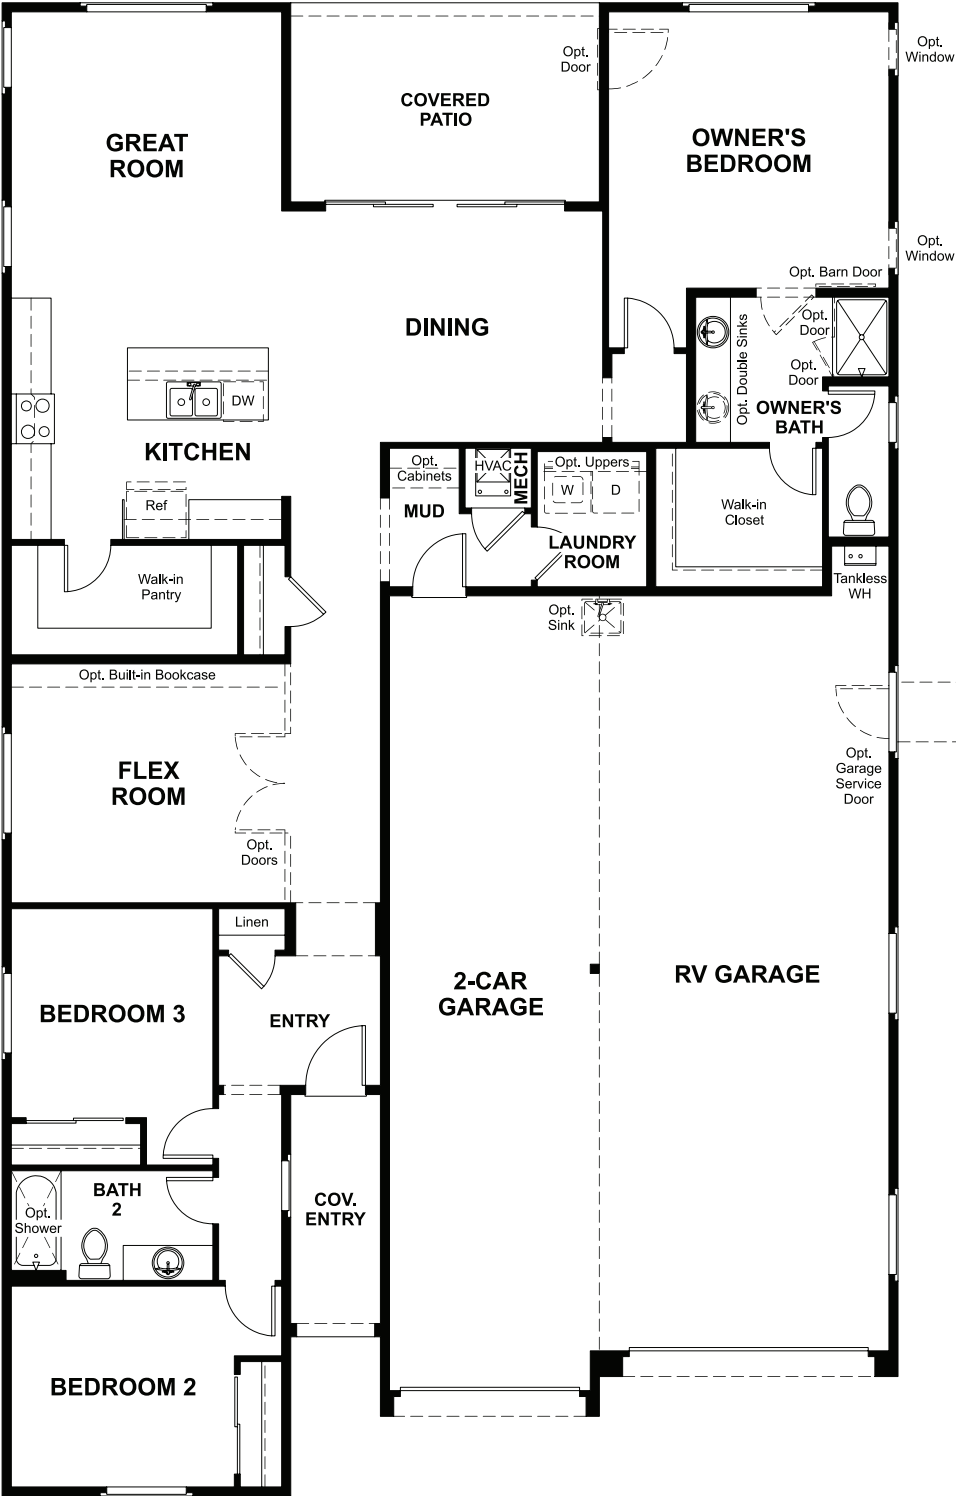 Opt.
Window
Opt.
Door
COVERED
PATIO
GREAT
ROOM
OWNER'S
BEDROOM
Opt.
Window
Opt. Barn Door
DINING
Opt. Double Sinks
Opt.
Door
Opt.
Door
OWNER'S
BATH
DW
KITCHEN
Opt.
Cabinets
HVAC
MECH
Opt. Uppers
W
D
Ref
MUD
Walk-in
Closet
LAUNDRY
ROOM
Walk-in
Pantry
Tankless
WH
Opt.
Sink
Opt. Built-in Bookcase
FLEX
ROOM
Opt.
Garage
Service
Door
Opt.
Doors
Linen
2-CAR
GARAGE
RV GARAGE
BEDROOM 3
ENTRY
BATH
2
Opt.
Shower
COV.
ENTRY
BEDROOM 2